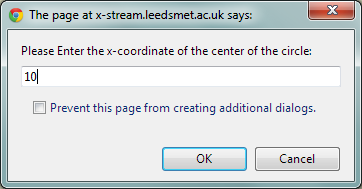 The page at x-stream.leedsmet.ac.uk says:
Please Enter the x-coordinate of the center of the circle:
10
Prevent this page from creating additional dialogs.
OK Cancel